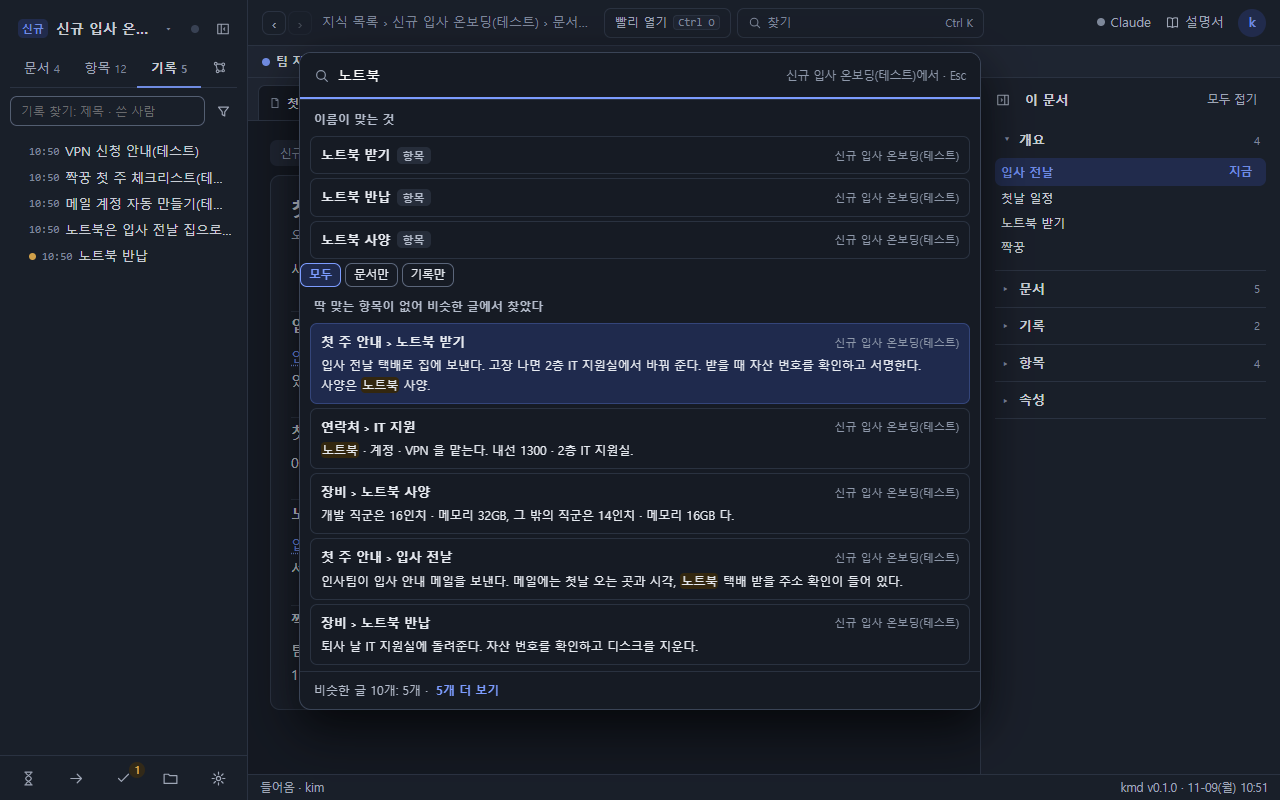 신규 신규 입사 온...
문서 4 항목 12 기록 5
기록 찾기: 제목 · 쓴 사람
10:50 VPN 신청 안내(테스트)
10:50 짝꿍 첫 주 체크리스트(테...
10:50 메일 계정 자동 만들기(테...
10:50 노트북은 입사 전날 집으로...
10:50 노트북 반납
1
지식 목록 › 신규 입사 온보딩(테스트) › 문서...
빨리 열기 Ctrl O
찾기 Ctrl K
Claude
설명서
k
노트북
신규 입사 온보딩(테스트)에서 · Esc
이름이 맞는 것
노트북 받기 항목 신규 입사 온보딩(테스트)
노트북 반납 항목 신규 입사 온보딩(테스트)
노트북 사양 항목 신규 입사 온보딩(테스트)
모두 문서만 기록만
딱 맞는 항목이 없어 비슷한 글에서 찾았다
첫 주 안내 › 노트북 받기 신규 입사 온보딩(테스트)
입사 전날 택배로 집에 보낸다. 고장 나면 2층 IT 지원실에서 바꿔 준다. 받을 때 자산 번호를 확인하고 서명한다.
사양은 노트북 사양.
연락처 › IT 지원 신규 입사 온보딩(테스트)
노트북 · 계정 · VPN 을 맡는다. 내선 1300 · 2층 IT 지원실.
장비 › 노트북 사양 신규 입사 온보딩(테스트)
개발 직군은 16인치 · 메모리 32GB, 그 밖의 직군은 14인치 · 메모리 16GB 다.
첫 주 안내 › 입사 전날 신규 입사 온보딩(테스트)
인사팀이 입사 안내 메일을 보낸다. 메일에는 첫날 오는 곳과 시각, 노트북 택배 받을 주소 확인이 들어 있다.
장비 › 노트북 반납 신규 입사 온보딩(테스트)
퇴사 날 IT 지원실에 돌려준다. 자산 번호를 확인하고 디스크를 지운다.
비슷한 글 10개: 5개 · 5개 더 보기
이 문서 모두 접기
개요 4
입사 전날 지금
첫날 일정
노트북 받기
짝꿍
문서 5
기록 2
항목 4
속성
들어옴 · kim
kmd v0.1.0 · 11-09(월) 10:51